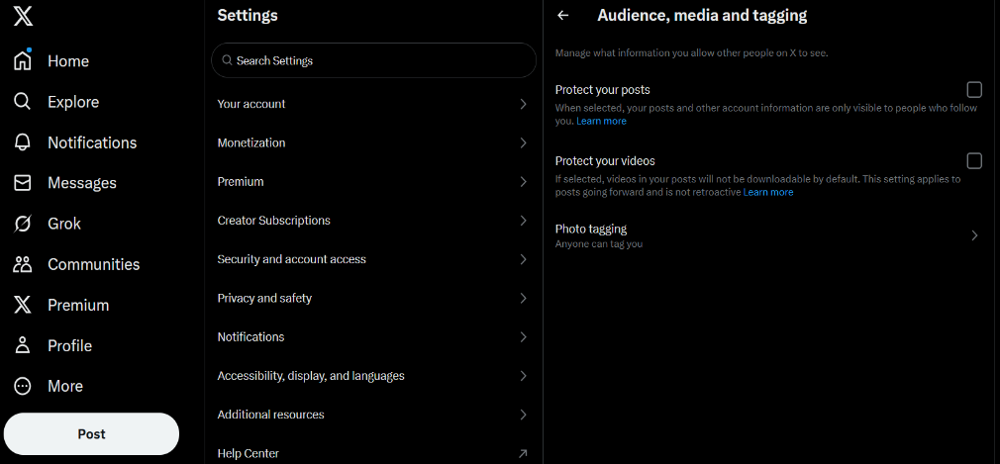 Home
Explore
Notifications
Messages
Grok
Communities
Premium
Profile
More
Post
Settings
Search Settings
Your account
Monetization
Premium
Creator Subscriptions
Security and account access
Privacy and safety
Notifications
Accessibility, display, and languages
Additional resources
Help Center
Audience, media and tagging
Manage what information you allow other people on X to see.
Protect your posts
When selected, your posts and other account information are only visible to people who follow
you. Learn more
Protect your videos
If selected, videos in your posts will not be downloadable by default. This setting applies to
posts going forward and is not retroactive Learn more
Photo tagging
Anyone can tag you